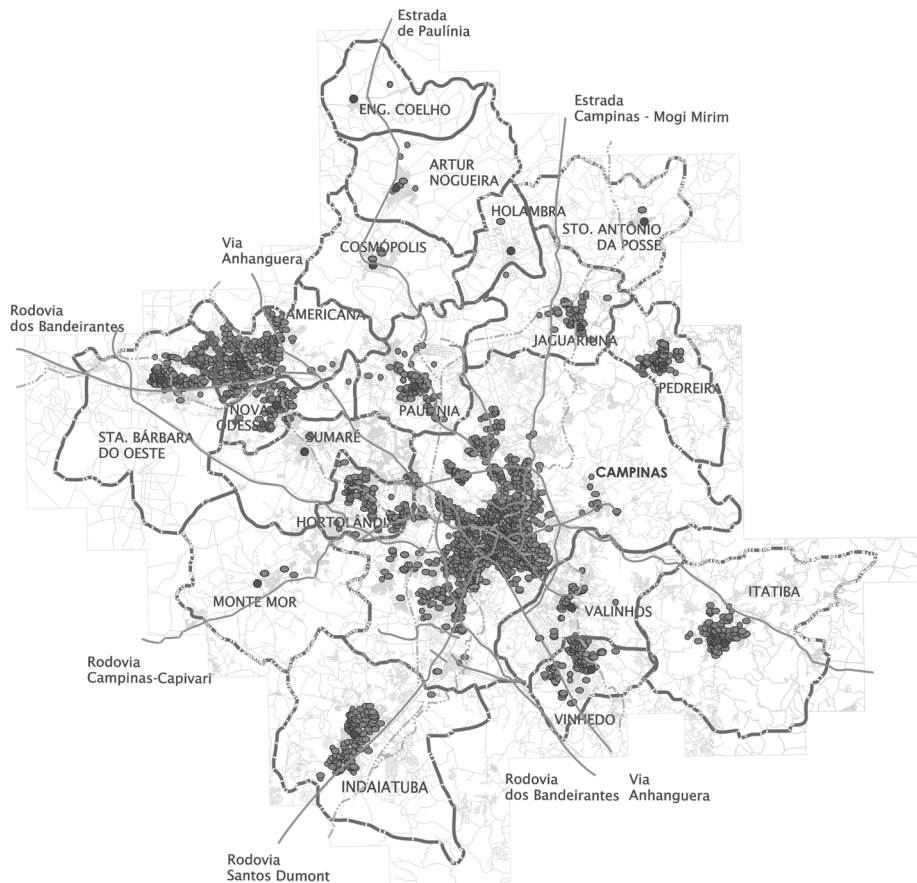 Estrada
de Paulínia
ENG. COELHO
Estrada
Campinas - Mogi Mirim
ARTUR
NOGUEIRA
HOLAMBRA
STO. ANTÔNIO
DA POSSE
COSMÓPOLIS
Via
Anhanguera
Rodovia
dos Bandeirantes
AMERICANA
JAGUARIUNA
PEDREIRA
NOVA
ODESSA
PAULÍNIA
STA. BÁRBARA
DO OESTE
SUMARÉ
CAMPINAS
HORTOLÂNDIA
MONTE MOR
VALINHOS
ITATIBA
Rodovia
Campinas-Capivari
VINHEDO
INDAIATUBA
Rodovia
dos Bandeirantes
Via
Anhanguera
Rodovia
Santos Dumont